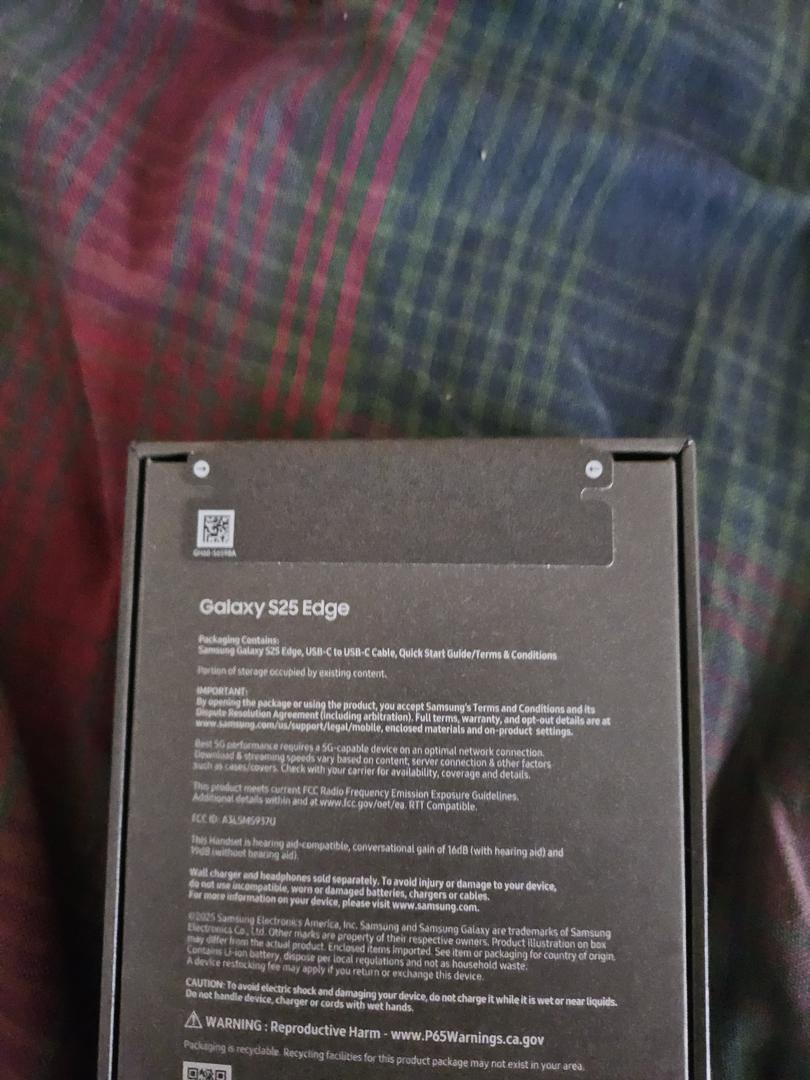 Galaxy S25 Edge
Packaging Contains:
Samsung Galaxy S25 Edge, USB-C to USB-C Cable, Quick Start Guide/Terms & Conditions
Portion of storage occupied by existing content.
IMPORTANT:
By opening the package or using the product, you accept Samsung's Terms and Conditions and its
Dispute Resolution Agreement (including arbitration). Full terms, warranty, and opt-out details are at
www.samsung.com/us/support/legal/mobile, enclosed materials and on-product settings.
Best 5G performance requires a 5G-capable device on an optimal network connection.
Download & streaming speeds vary based on content, server connection & other factors
such as cases/covers. Check with your carrier for availability, coverage and details.
This product meets current FCC Radio Frequency Emission Exposure Guidelines.
Additional details within and at www.fcc.gov/oet/ea. RTT Compatible.
FCC ID: A3LSMS937U
This Handset is hearing aid-compatible, conversational gain of 16dB (with hearing aid) and
(without hearing aid).
Wall charger and headphones sold separately. To avoid injury or damage to your device,
do not use incompatible, worn or damaged batteries, chargers or cables.
For more information on your device, please visit www.samsung.com.
©2025 Samsung Electronics America, Inc. Samsung and Samsung Galaxy are trademarks of Samsung
Electronics Co., Ltd. Other marks are property of their respective owners. Product illustration on box
may differ from the actual product. Enclosed items imported. See item or packaging for country of origin.
Contains Li-ion battery, dispose per local regulations and not as household waste.
A device restocking fee may apply if you return or exchange this device.
CAUTION: To avoid electric shock and damaging your device, do not charge it while it is wet or near liquids.
Do not handle device, charger or cords with wet hands.
WARNING : Reproductive Harm - www.P65Warnings.ca.gov
Packaging is recyclable. Recycling facilities for this product package may not exist in your area.